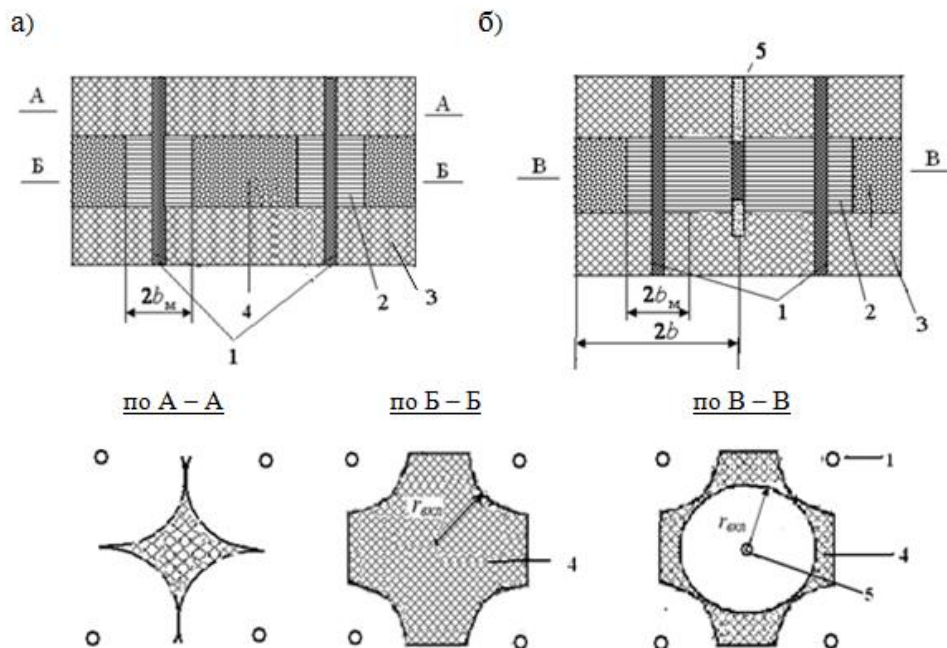 а)
б)
5
А
А
Б
Б
В
В
2bм
4
2
3
1
2bм
2b
1
2
3
по А – А
по Б – Б
по В – В
rвкл
4
1
rвкл
4
5